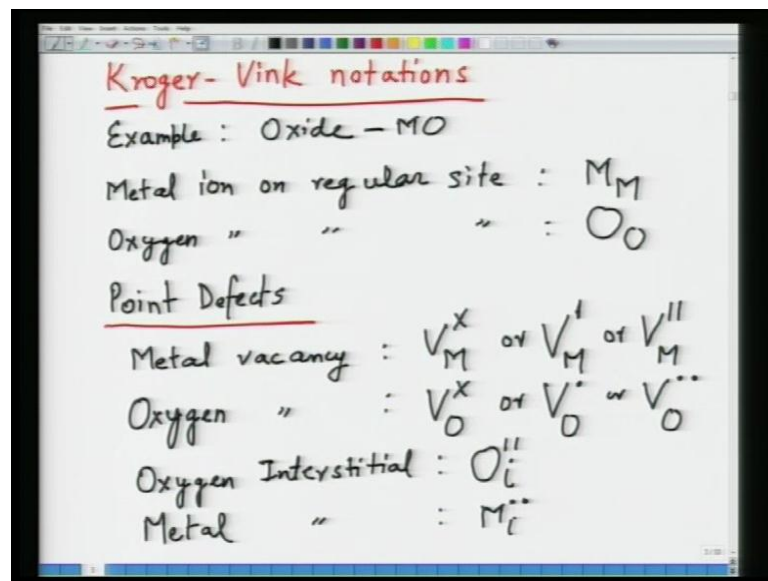 Kroger- Vink notations
Example : Oxide - MO
Metal ion on regular site : M_M
Oxygen " " " : O_O
Point Defects
Metal vacancy : V_M^X or V_M^' or V_M^''
Oxygen " : V_O^X or V_O^• or V_O^••
Oxygen Interstitial : O_i^''
Metal " : M_i^••